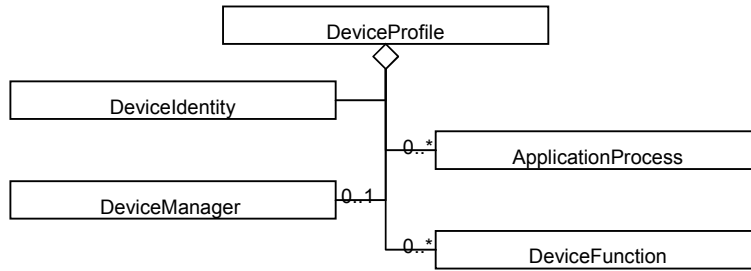 DeviceProfile
DeviceIdentity
0..*
ApplicationProcess
0..1
DeviceManager
0..*
DeviceFunction